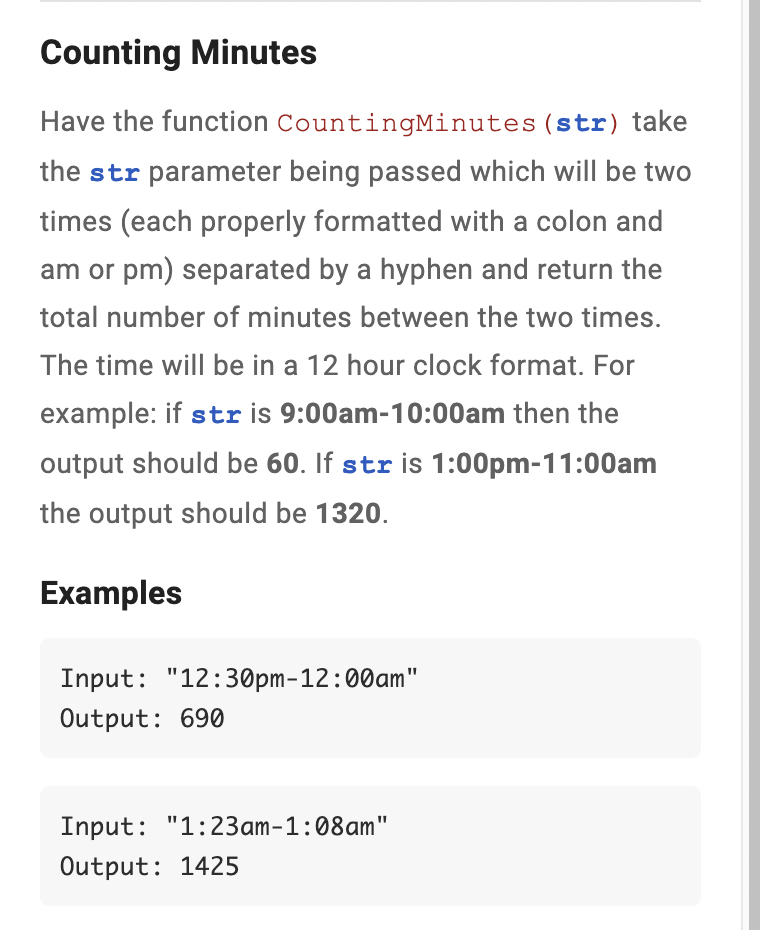 Counting Minutes
Have the function CountingMinutes(str) take
the str parameter being passed which will be two
times (each properly formatted with a colon and
am or pm) separated by a hyphen and return the
total number of minutes between the two times.
The time will be in a 12 hour clock format. For
example: if str is 9:00am-10:00am then the
output should be 60. If str is 1:00pm-11:00am
the output should be 1320.
Examples
Input: "12:30pm-12:00am"
Output: 690
Input: "1:23am-1:08am"
Output: 1425